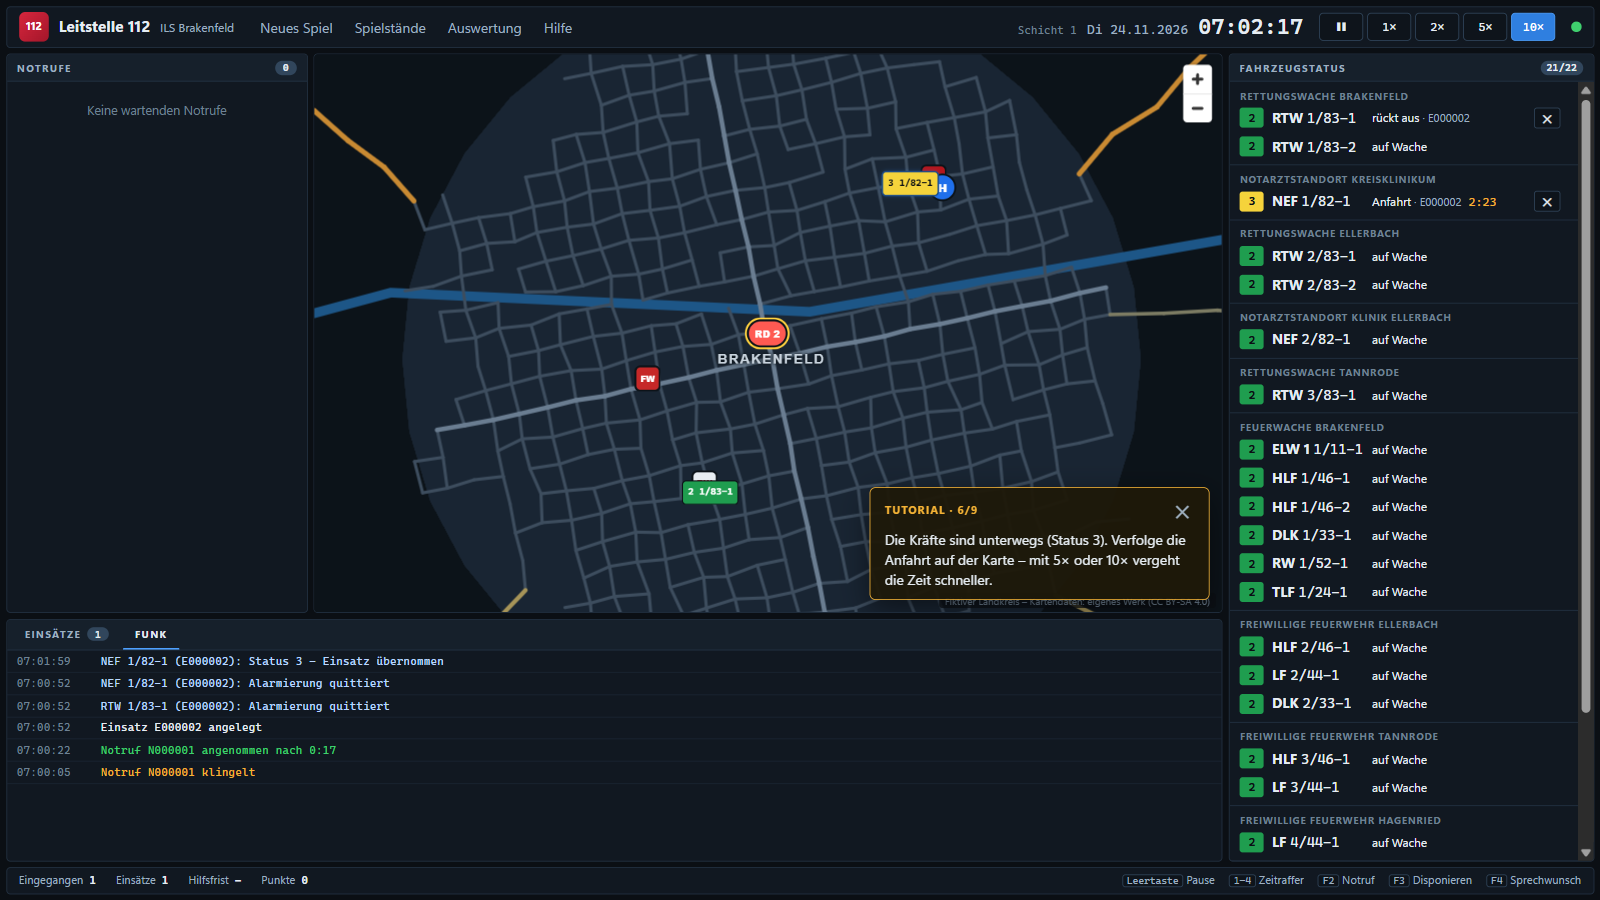 112 Leitstelle 112 ILS Brakenfeld Neues Spiel Spielstände Auswertung Hilfe Schicht 1 Di 24.11.2026 07:02:17 1× 2× 5× 10×
NOTRUFE 0
Keine wartenden Notrufe
3 1/82–1
H
RD 2
BRAKENFELD
FW
2 1/83–1
+
−
TUTORIAL · 6/9
Die Kräfte sind unterwegs (Status 3). Verfolge die
Anfahrt auf der Karte – mit 5× oder 10× vergeht
die Zeit schneller.
Fiktiver Landkreis – Kartendaten: eigenes Werk (CC BY-SA 4.0)
FAHRZEUGSTATUS 21/22
RETTUNGSWACHE BRAKENFELD
2 RTW 1/83–1 rückt aus · E000002
2 RTW 1/83–2 auf Wache
NOTARZTSTANDORT KREISKLINIKUM
3 NEF 1/82–1 Anfahrt · E000002 2:23
RETTUNGSWACHE ELLERBACH
2 RTW 2/83–1 auf Wache
2 RTW 2/83–2 auf Wache
NOTARZTSTANDORT KLINIK ELLERBACH
2 NEF 2/82–1 auf Wache
RETTUNGSWACHE TANNRODE
2 RTW 3/83–1 auf Wache
FEUERWACHE BRAKENFELD
2 ELW 1 1/11–1 auf Wache
2 HLF 1/46–1 auf Wache
2 HLF 1/46–2 auf Wache
2 DLK 1/33–1 auf Wache
2 RW 1/52–1 auf Wache
2 TLF 1/24–1 auf Wache
FREIWILLIGE FEUERWEHR ELLERBACH
2 HLF 2/46–1 auf Wache
2 LF 2/44–1 auf Wache
2 DLK 2/33–1 auf Wache
FREIWILLIGE FEUERWEHR TANNRODE
2 HLF 3/46–1 auf Wache
2 LF 3/44–1 auf Wache
FREIWILLIGE FEUERWEHR HAGENRIED
2 LF 4/44–1 auf Wache
EINSÄTZE 1 FUNK
07:01:59 NEF 1/82–1 (E000002): Status 3 – Einsatz übernommen
07:00:52 NEF 1/82–1 (E000002): Alarmierung quittiert
07:00:52 RTW 1/83–1 (E000002): Alarmierung quittiert
07:00:52 Einsatz E000002 angelegt
07:00:22 Notruf N000001 angenommen nach 0:17
07:00:05 Notruf N000001 klingelt
Eingegangen 1 Einsätze 1 Hilfsfrist – Punkte 0 Leertaste Pause 1–4 Zeitraffer F2 Notruf F3 Disponieren F4 Sprechwunsch